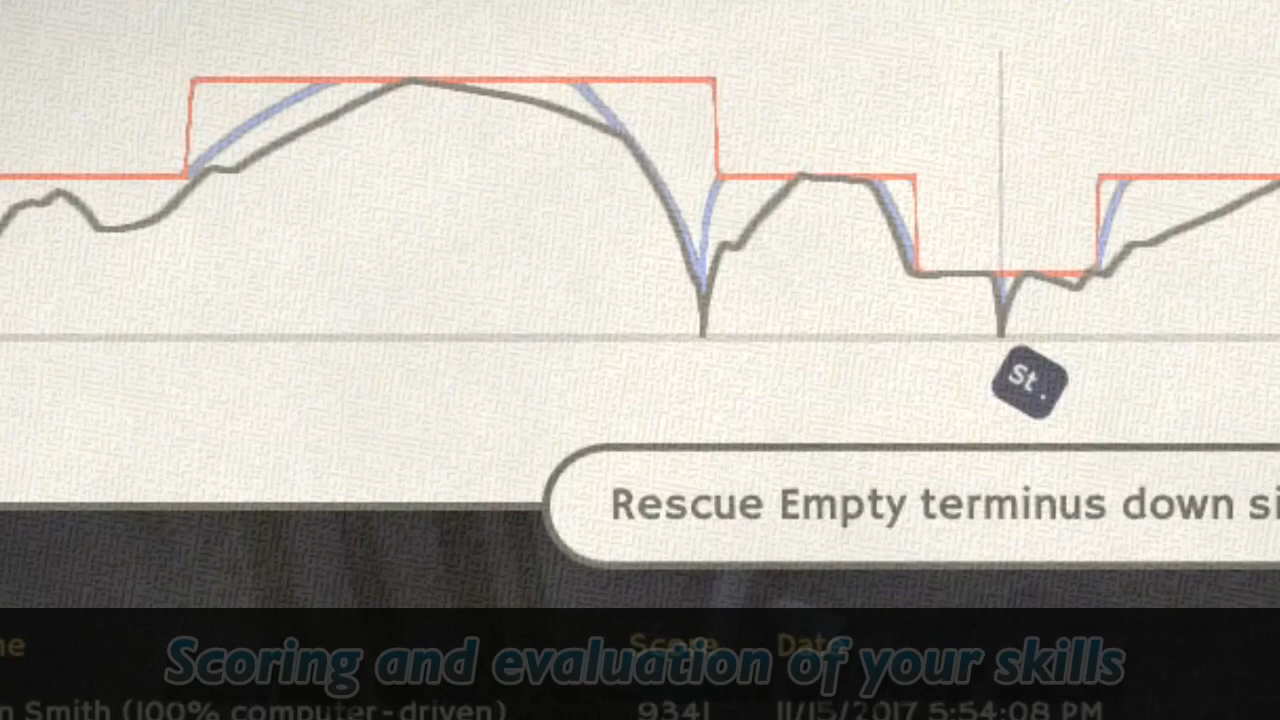 St.
Rescue Empty terminus down si
ne Score Date
Scoring and evaluation of your skills
n Smith (100% computer-driven) 9341 11/15/2017 5:54:08 PM